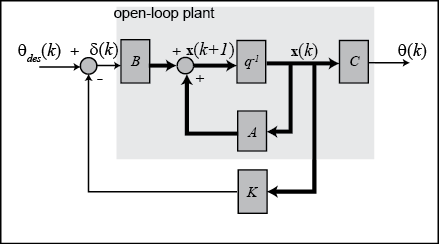 open-loop plant
θdes(k) + δ(k) B + x(k+1) q-1 x(k) C θ(k)
- +
A
K